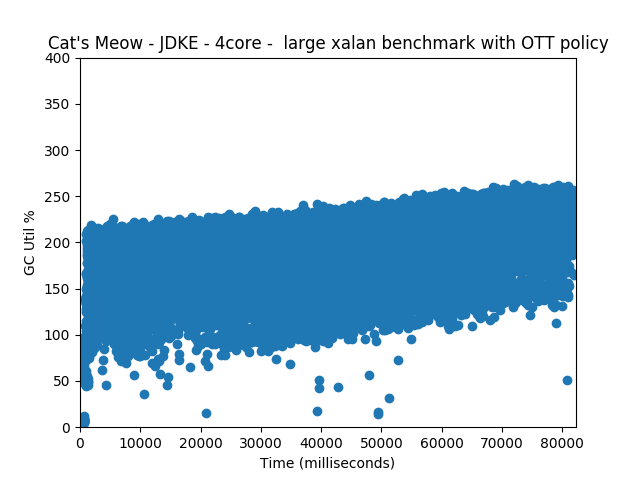 Cat's Meow - JDKE - 4core -  large xalan benchmark with OTT policy
400
350
300
250
200
150
100
50
0
GC Util %
0 10000 20000 30000 40000 50000 60000 70000 80000
Time (milliseconds)